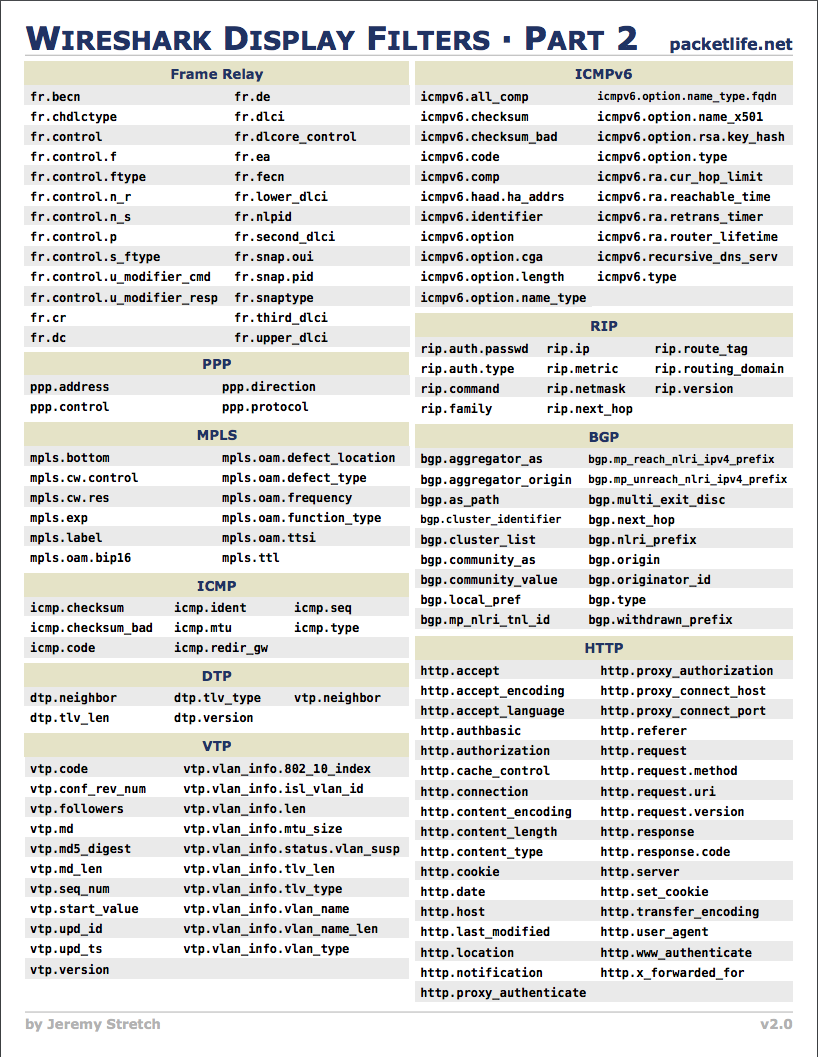 WIRESHARK DISPLAY FILTERS · PART 2 packetlife.net
Frame Relay
fr.becn fr.de
fr.chdlctype fr.dlci
fr.control fr.dlcore_control
fr.control.f fr.ea
fr.control.ftype fr.fecn
fr.control.n_r fr.lower_dlci
fr.control.n_s fr.nlpid
fr.control.p fr.second_dlci
fr.control.s_ftype fr.snap.oui
fr.control.u_modifier_cmd fr.snap.pid
fr.control.u_modifier_resp fr.snaptype
fr.cr fr.third_dlci
fr.dc fr.upper_dlci
PPP
ppp.address ppp.direction
ppp.control ppp.protocol
MPLS
mpls.bottom mpls.oam.defect_location
mpls.cw.control mpls.oam.defect_type
mpls.cw.res mpls.oam.frequency
mpls.exp mpls.oam.function_type
mpls.label mpls.oam.ttsi
mpls.oam.bip16 mpls.ttl
ICMP
icmp.checksum icmp.ident icmp.seq
icmp.checksum_bad icmp.mtu icmp.type
icmp.code icmp.redir_gw
DTP
dtp.neighbor dtp.tlv_type vtp.neighbor
dtp.tlv_len dtp.version
VTP
vtp.code vtp.vlan_info.802_10_index
vtp.conf_rev_num vtp.vlan_info.isl_vlan_id
vtp.followers vtp.vlan_info.len
vtp.md vtp.vlan_info.mtu_size
vtp.md5_digest vtp.vlan_info.status.vlan_susp
vtp.md_len vtp.vlan_info.tlv_len
vtp.seq_num vtp.vlan_info.tlv_type
vtp.start_value vtp.vlan_info.vlan_name
vtp.upd_id vtp.vlan_info.vlan_name_len
vtp.upd_ts vtp.vlan_info.vlan_type
vtp.version
ICMPv6
icmpv6.all_comp icmpv6.option.name_type.fqdn
icmpv6.checksum icmpv6.option.name_x501
icmpv6.checksum_bad icmpv6.option.rsa.key_hash
icmpv6.code icmpv6.option.type
icmpv6.comp icmpv6.ra.cur_hop_limit
icmpv6.haad.ha_addrs icmpv6.ra.reachable_time
icmpv6.identifier icmpv6.ra.retrans_timer
icmpv6.option icmpv6.ra.router_lifetime
icmpv6.option.cga icmpv6.recursive_dns_serv
icmpv6.option.length icmpv6.type
icmpv6.option.name_type
RIP
rip.auth.passwd rip.ip rip.route_tag
rip.auth.type rip.metric rip.routing_domain
rip.command rip.netmask rip.version
rip.family rip.next_hop
BGP
bgp.aggregator_as bgp.mp_reach_nlri_ipv4_prefix
bgp.aggregator_origin bgp.mp_unreach_nlri_ipv4_prefix
bgp.as_path bgp.multi_exit_disc
bgp.cluster_identifier bgp.next_hop
bgp.cluster_list bgp.nlri_prefix
bgp.community_as bgp.origin
bgp.community_value bgp.originator_id
bgp.local_pref bgp.type
bgp.mp_nlri_tnl_id bgp.withdrawn_prefix
HTTP
http.accept http.proxy_authorization
http.accept_encoding http.proxy_connect_host
http.accept_language http.proxy_connect_port
http.authbasic http.referer
http.authorization http.request
http.cache_control http.request.method
http.connection http.request.uri
http.content_encoding http.request.version
http.content_length http.response
http.content_type http.response.code
http.cookie http.server
http.date http.set_cookie
http.host http.transfer_encoding
http.last_modified http.user_agent
http.location http.www_authenticate
http.notification http.x_forwarded_for
http.proxy_authenticate
by Jeremy Stretch v2.0